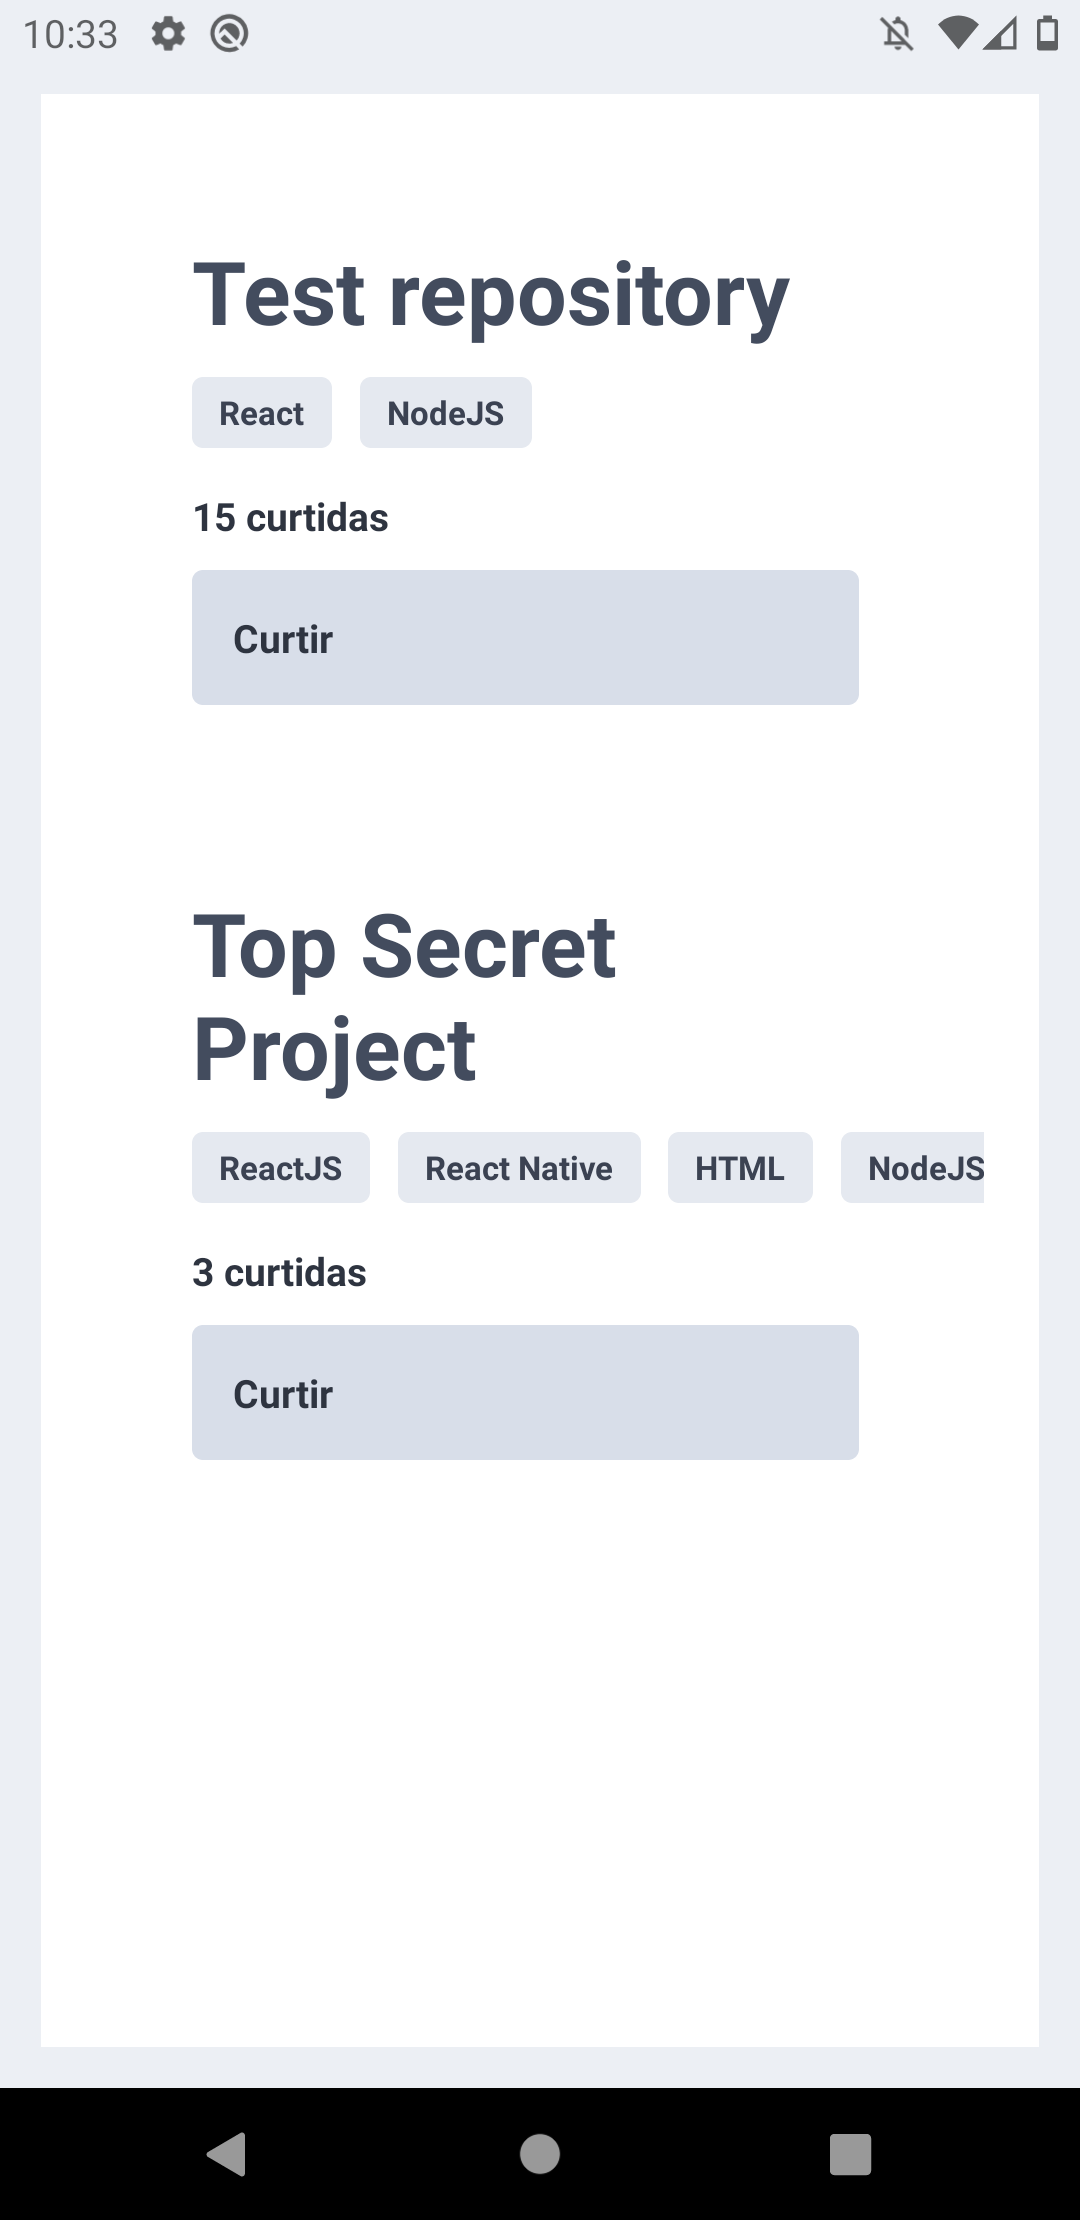 10:33
Test repository
React NodeJS
15 curtidas
Curtir
Top Secret
Project
ReactJS React Native HTML NodeJS
3 curtidas
Curtir